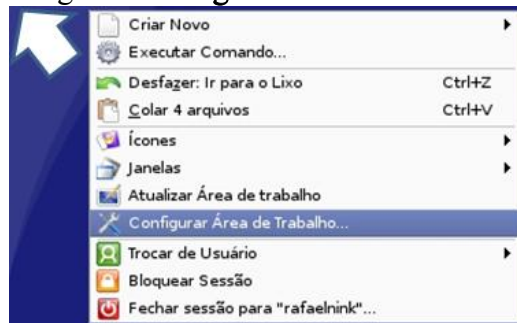 Criar Novo
Executar Comando...
Desfazer: Ir para o Lixo Ctrl+Z
Colar 4 arquivos Ctrl+V
Ícones
Janelas
Atualizar Área de trabalho
Configurar Área de Trabalho...
Trocar de Usuário
Bloquear Sessão
Fechar sessão para "rafaelnink"...